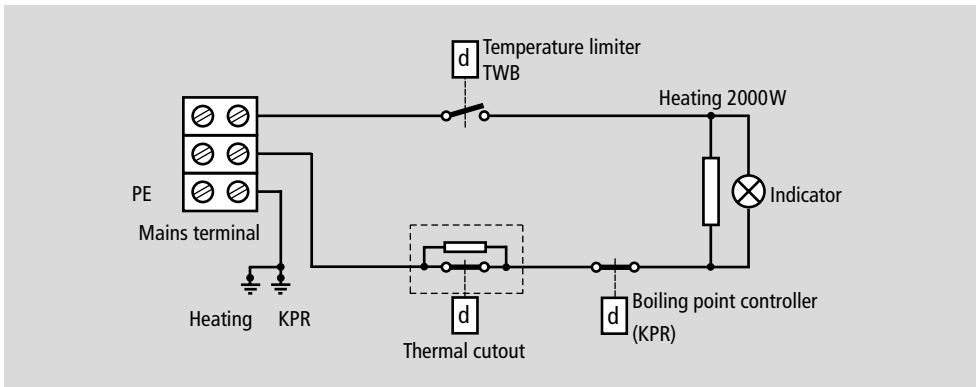 d
Temperature limiter
TWB
Heating 2000W
PE
Indicator
Mains terminal
d
d
Boiling point controller
(KPR)
Heating KPR
Thermal cutout